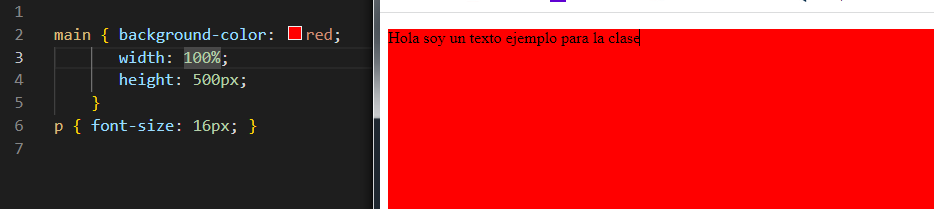 1
2 main { background-color: red;
3 width: 100%;
4 height: 500px;
5 }
6 p { font-size: 16px; }
7
Hola soy un texto ejemplo para la clase